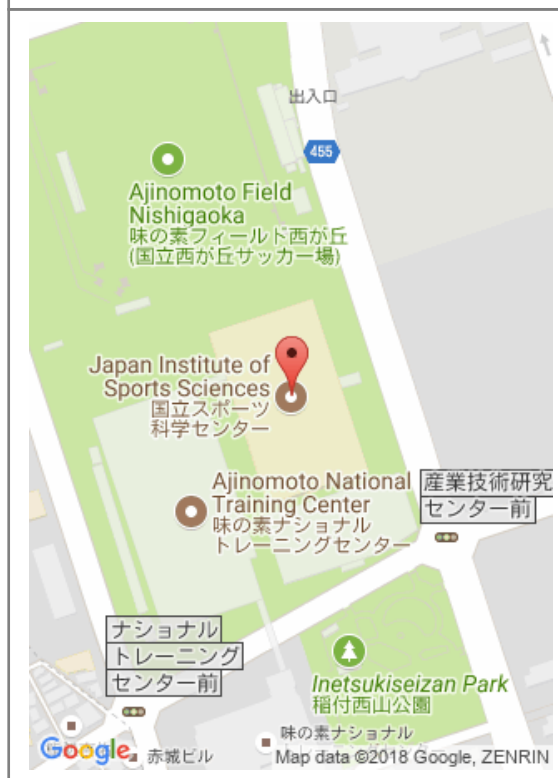 出入口
455
Ajinomoto Field
Nishigaoka
味の素フィールド西が丘
(国立西が丘サッカー場)
Japan Institute of
Sports Sciences
国立スポーツ
科学センター
Ajinomoto National
Training Center
味の素ナショナル
トレーニングセンター
産業技術研究
センター前
ナショナル
トレーニング
センター前
Inetsukiseizan Park
稲付西山公園
味の素ナショナル
Google
赤城ビル
Map data ©2018 Google, ZENRIN